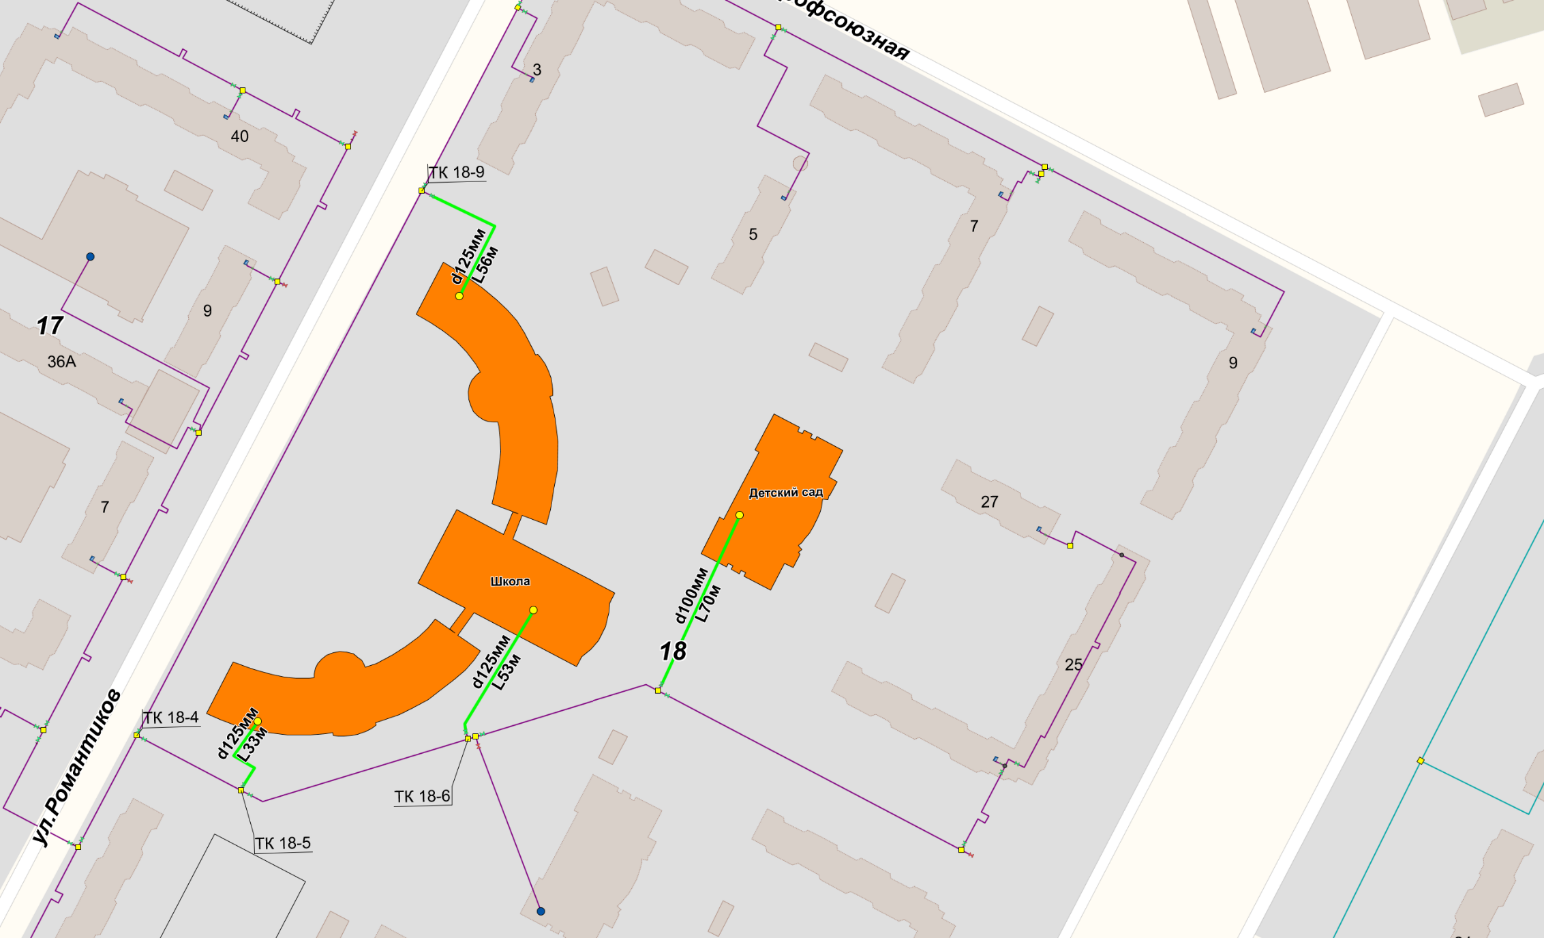 Профсоюзная
3
40
ТК 18-9
5
7
d125мм
L56м
9
17
36А
9
Детский сад
27
7
Школа
d100мм
L70м
d125мм
L53м
18
25
ул.Романтиков
ТК 18-4
d125мм
L33м
ТК 18-6
ТК 18-5